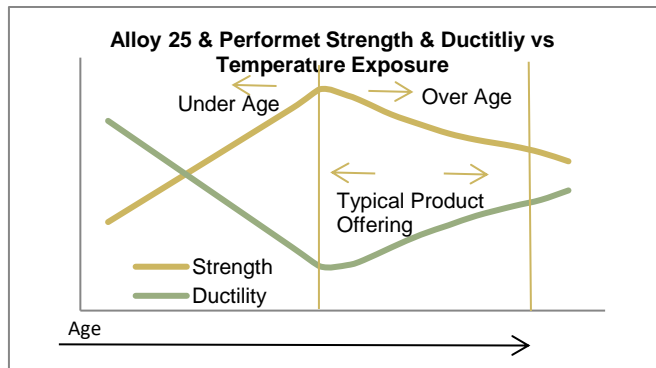 Alloy 25 & Performet Strength & Ductitliy vs
Temperature Exposure
Under Age
Over Age
Typical Product
Offering
Strength
Ductility
Age